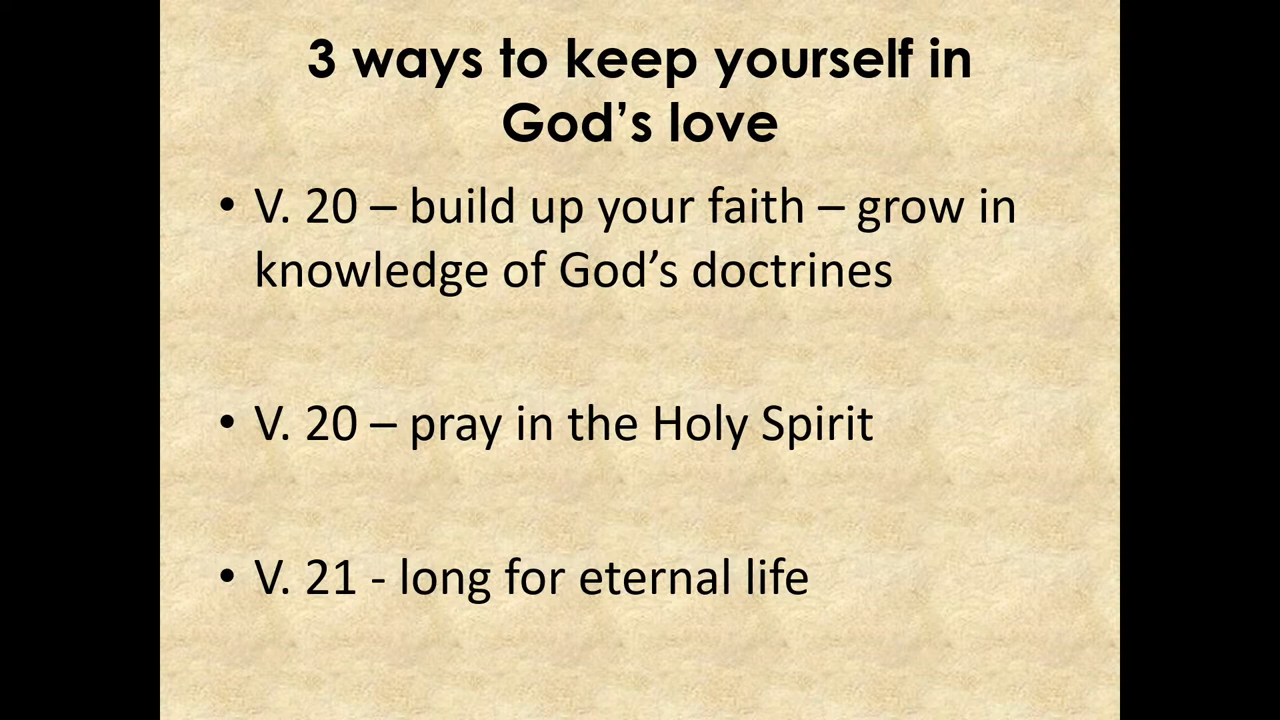 3 ways to keep yourself in
God’s love
• V. 20 – build up your faith – grow in
knowledge of God’s doctrines
• V. 20 – pray in the Holy Spirit
• V. 21 - long for eternal life